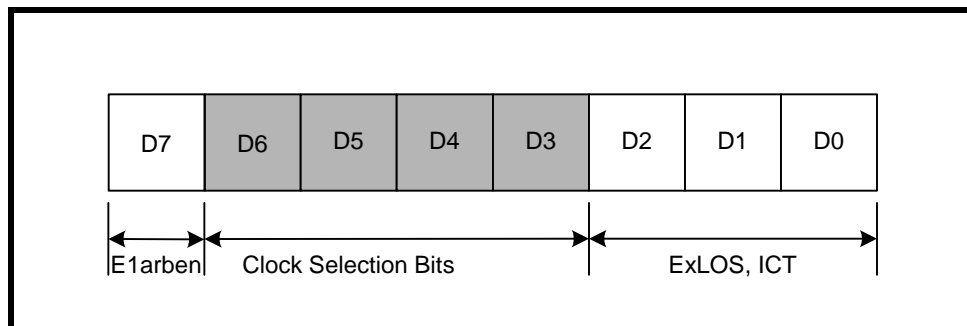 D7 D6 D5 D4 D3 D2 D1 D0
E1arben Clock Selection Bits ExLOS, ICT